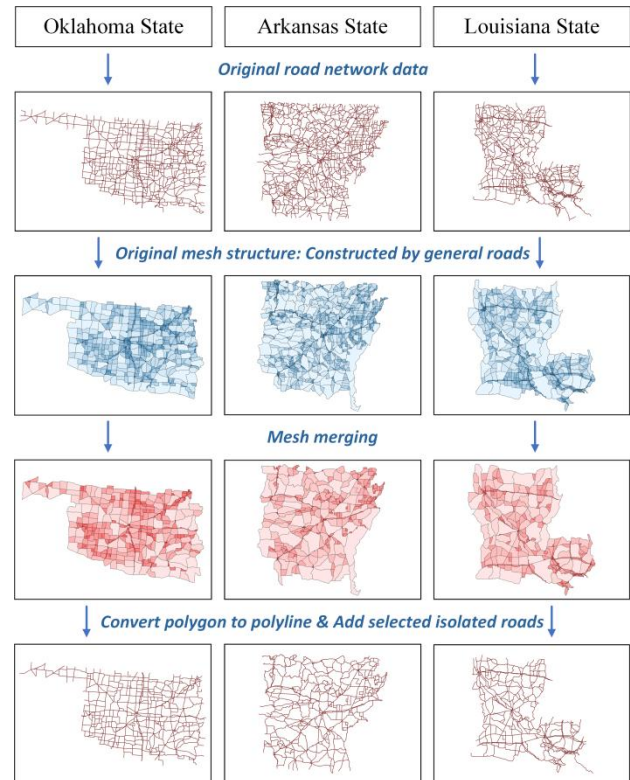 Oklahoma State
Arkansas State
Louisiana State
Original road network data
Original mesh structure: Constructed by general roads
Mesh merging
Convert polygon to polyline & Add selected isolated roads